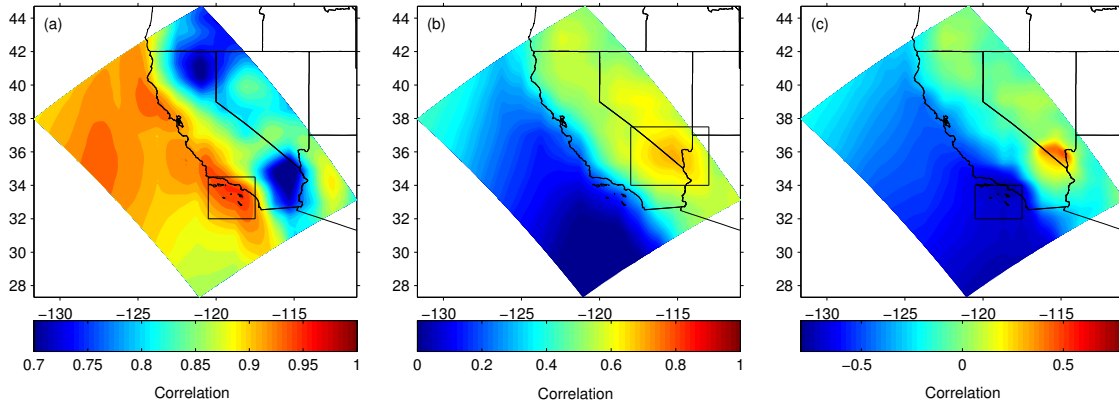 (a) (b) (c)
44 44 44
42 42 42
40 40 40
38 38 38
36 36 36
34 34 34
32 32 32
30 30 30
28 28 28
−130 −125 −120 −115 −130 −125 −120 −115 −130 −125 −120 −115
0.7 0.75 0.8 0.85 0.9 0.95 1 0 0.2 0.4 0.6 0.8 1 −0.5 0 0.5
Correlation Correlation Correlation